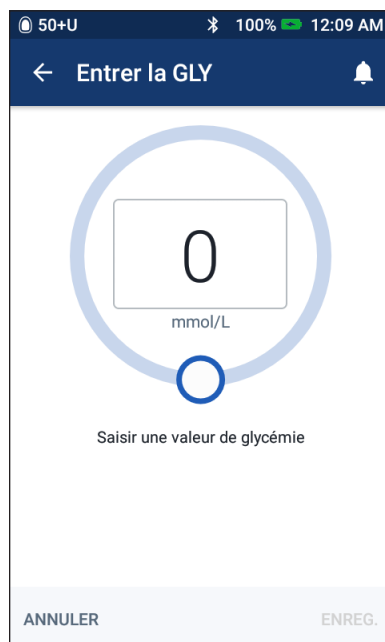 50+U 100% 12:09 AM
Entrer la GLY
0
mmol/L
Saisir une valeur de glycémie
ANNULER ENREG.